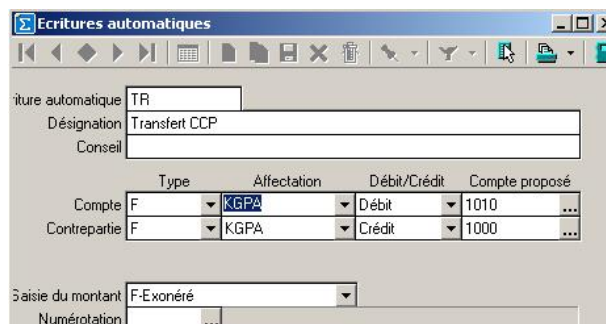 Ecritures automatiques
riture automatique TR
Désignation Transfert CCP
Conseil
Type Affectation Débit/Crédit Compte proposé
Compte F KGPA Débit 1010 ...
Contrepartie F KGPA Crédit 1000 ...
Saisie du montant F-Exonéré
Numérotation ...